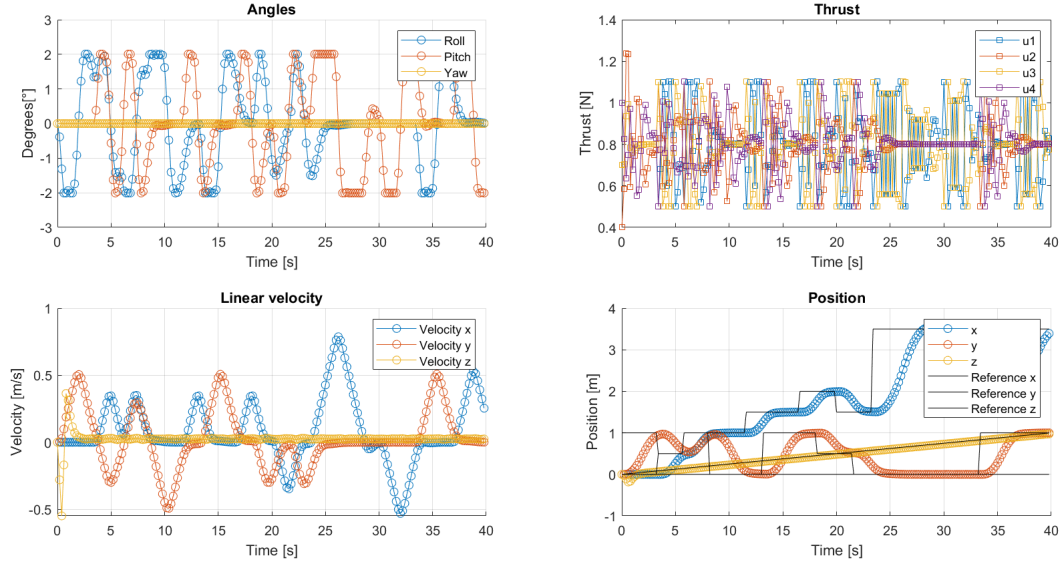 Angles
3
2
1
0
-1
-2
-3
Degrees[°]
0 5 10 15 20 25 30 35 40
Time [s]
Roll
Pitch
Yaw
Thrust
1.4
1.2
1
0.8
0.6
0.4
Thrust [N]
0 5 10 15 20 25 30 35 40
Time [s]
u1
u2
u3
u4
Linear velocity
1
0.5
0
-0.5
Velocity [m/s]
0 5 10 15 20 25 30 35 40
Time [s]
Velocity x
Velocity y
Velocity z
Position
4
3
2
1
0
-1
Position [m]
0 5 10 15 20 25 30 35 40
Time [s]
x
y
z
Reference x
Reference y
Reference z